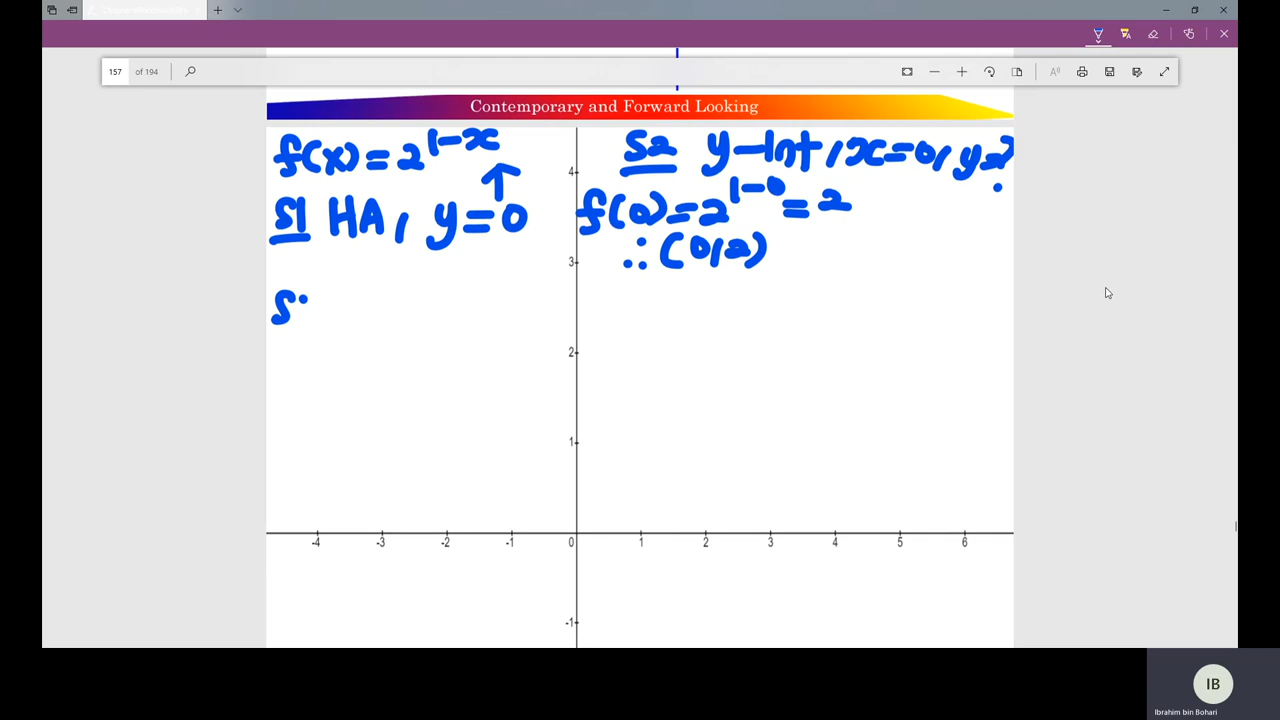 157 of 194
Contemporary and Forward Looking
f(x) = 2^(1-x)
S1 HA, y = 0
S2 y-Int, x=0, y=?
f(0) = 2^(1-0) = 2
∴ (0,2)
S
4
3
2
1
-4 -3 -2 -1 0 1 2 3 4 5 6
-1
IB
Ibrahim bin Bohari